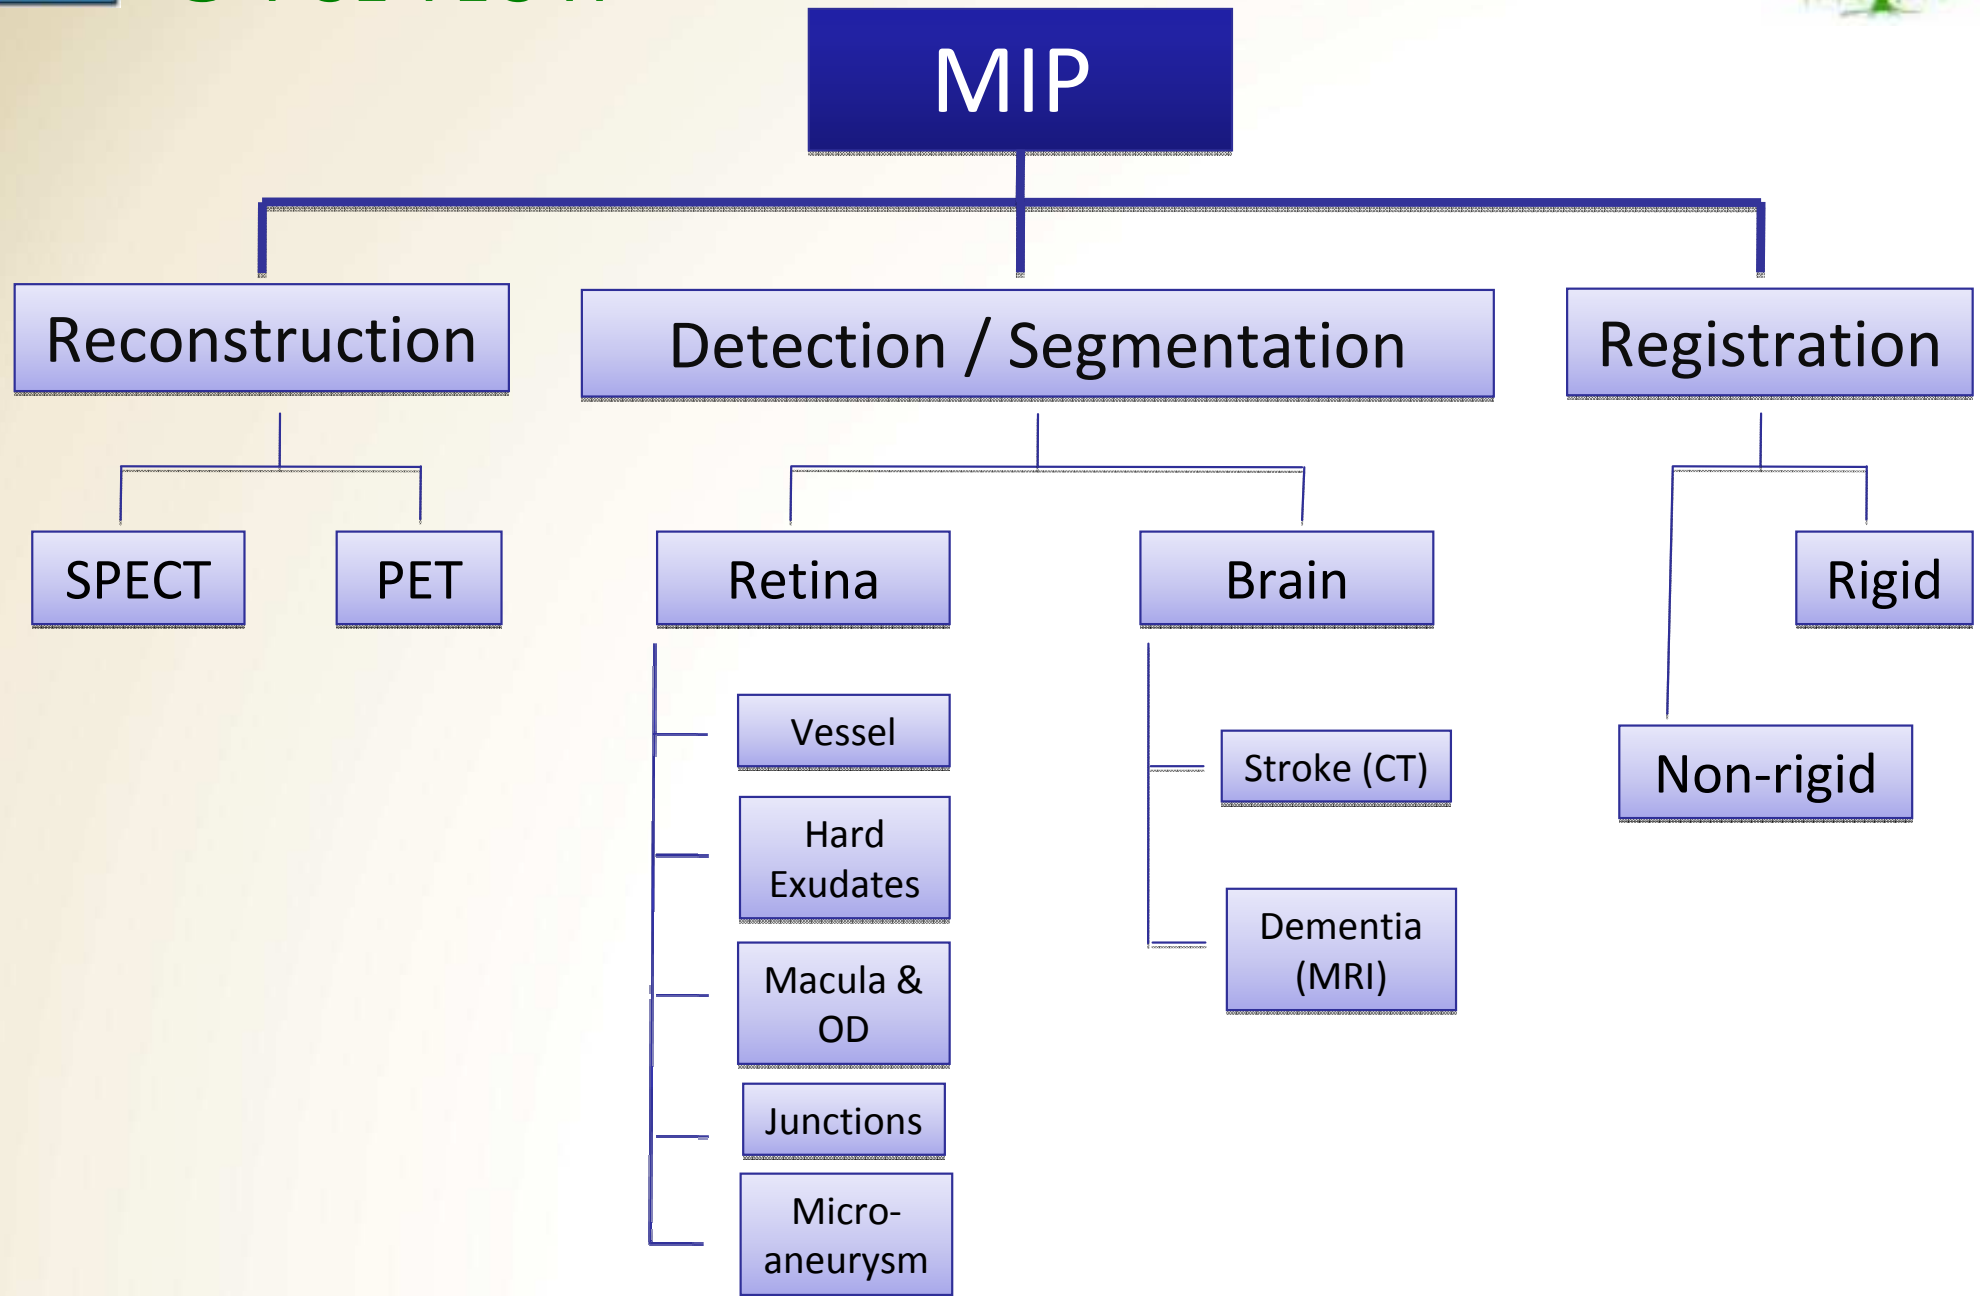 MIP
Reconstruction
Detection / Segmentation
Registration
SPECT
PET
Retina
Brain
Rigid
Vessel
Stroke (CT)
Non-rigid
Hard
Exudates
Dementia
(MRI)
Macula &
OD
Junctions
Micro-
aneurysm